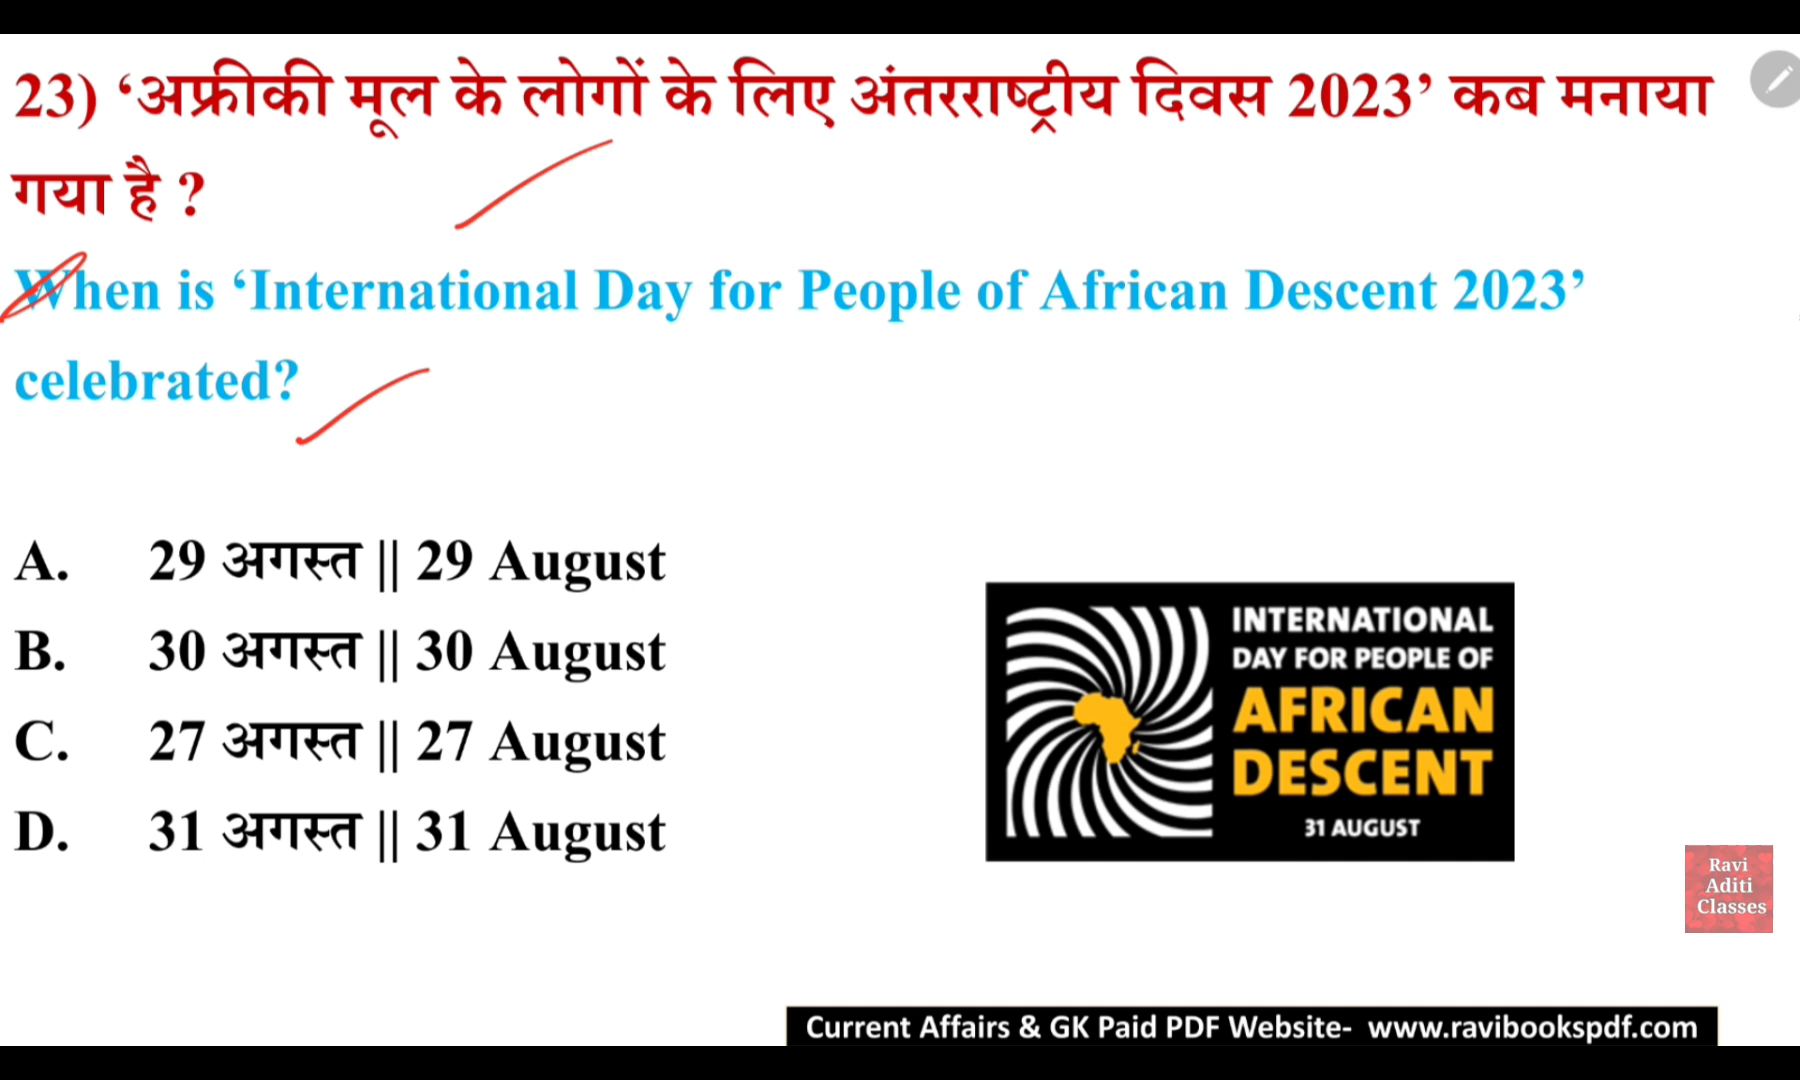 23) ‘अफ्रीकी मूल के लोगों के लिए अंतरराष्ट्रीय दिवस 2023’ कब मनाया
गया है ?
When is ‘International Day for People of African Descent 2023’
celebrated?
A. 29 अगस्त || 29 August
B. 30 अगस्त || 30 August
C. 27 अगस्त || 27 August
D. 31 अगस्त || 31 August
INTERNATIONAL
DAY FOR PEOPLE OF
AFRICAN
DESCENT
31 AUGUST
Ravi
Aditi
Classes
Current Affairs & GK Paid PDF Website- www.ravibookspdf.com